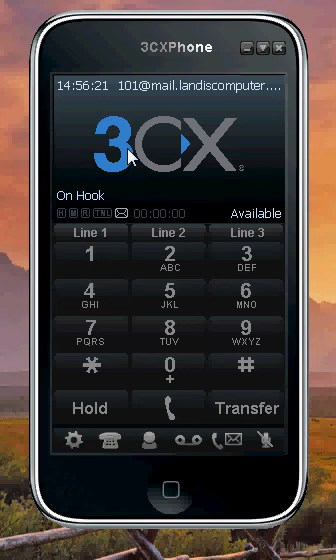 3CXPhone
14:56:21 101@mail.landiscomputer....
3CX
On Hook
H M R TNL 00:00:00 Available
Line 1 Line 2 Line 3
1 2 3
ABC DEF
4 5 6
GHI JKL MNO
7 8 9
PQRS TUV WXYZ
* 0 #
+
Hold Transfer